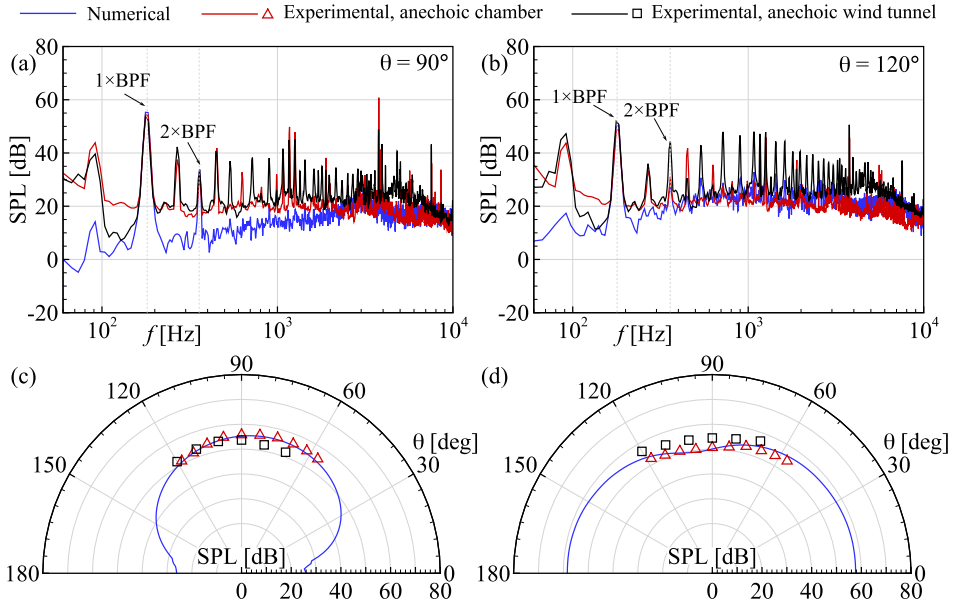 Numerical
Experimental, anechoic chamber
Experimental, anechoic wind tunnel
(a)
θ = 90°
1×BPF
2×BPF
SPL [dB]
80
60
40
20
0
-20
10²
10³
10⁴
f [Hz]
(b)
θ = 120°
1×BPF
2×BPF
SPL [dB]
80
60
40
20
0
-20
10²
10³
10⁴
f [Hz]
(c)
90
120
60
150
θ [deg]
30
180
SPL [dB]
0
0 20 40 60 80
(d)
90
120
60
150
θ [deg]
30
180
SPL [dB]
0
0 20 40 60 80